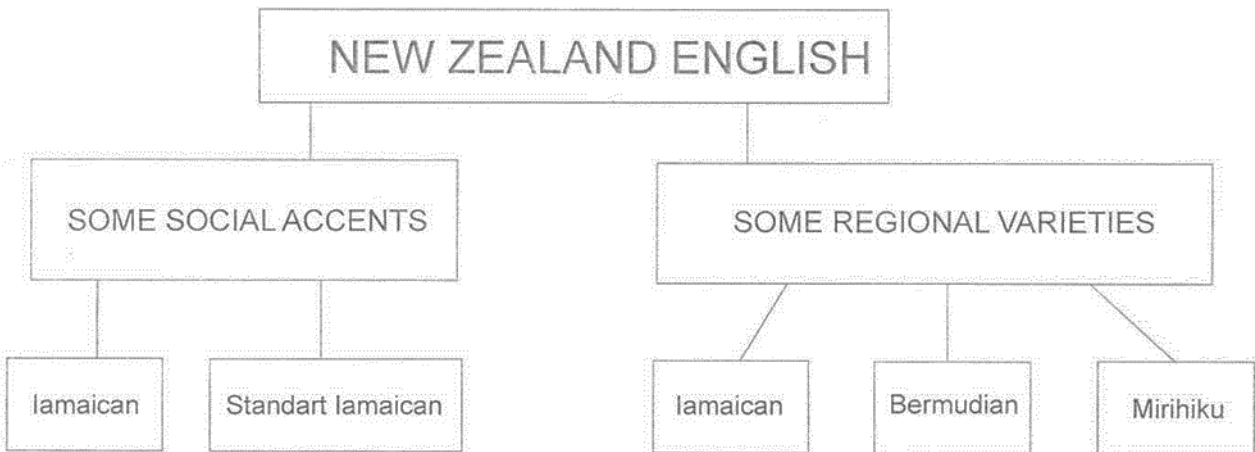 NEW ZEALAND ENGLISH
SOME SOCIAL ACCENTS
SOME REGIONAL VARIETIES
Iamaican
Standart Iamaican
Iamaican
Bermudian
Mirihiku